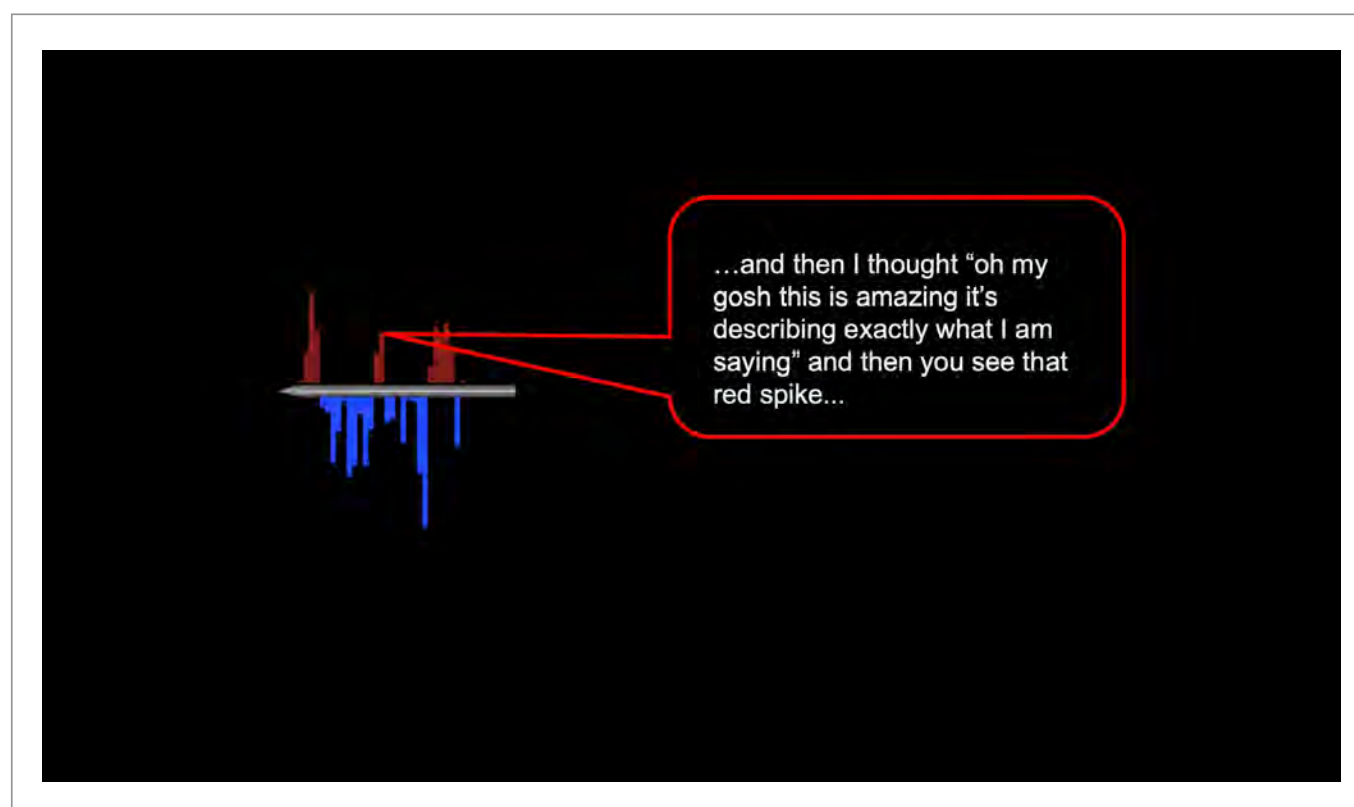 …and then I thought “oh my
gosh this is amazing it’s
describing exactly what I am
saying” and then you see that
red spike...